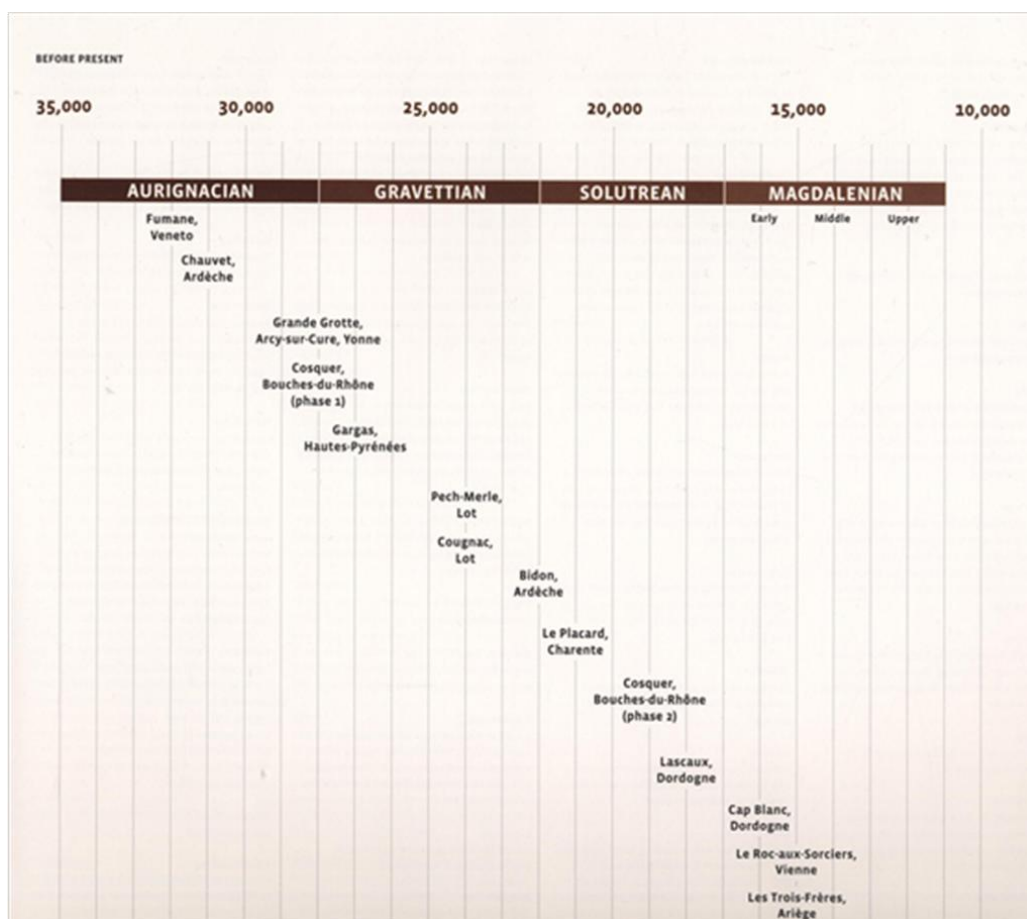 BEFORE PRESENT
35,000 30,000 25,000 20,000 15,000 10,000
AURIGNACIAN GRAVETTIAN SOLUTREAN MAGDALENIAN
Early Middle Upper
Fumane,
Veneto
Chauvet,
Ardèche
Grande Grotte,
Arcy-sur-Cure, Yonne
Cosquer,
Bouches-du-Rhône
(phase 1)
Gargas,
Hautes-Pyrénées
Pech-Merle,
Lot
Cougnac,
Lot
Bidon,
Ardèche
Le Placard,
Charente
Cosquer,
Bouches-du-Rhône
(phase 2)
Lascaux,
Dordogne
Cap Blanc,
Dordogne
Le Roc-aux-Sorciers,
Vienne
Les Trois-Frères,
Ariège